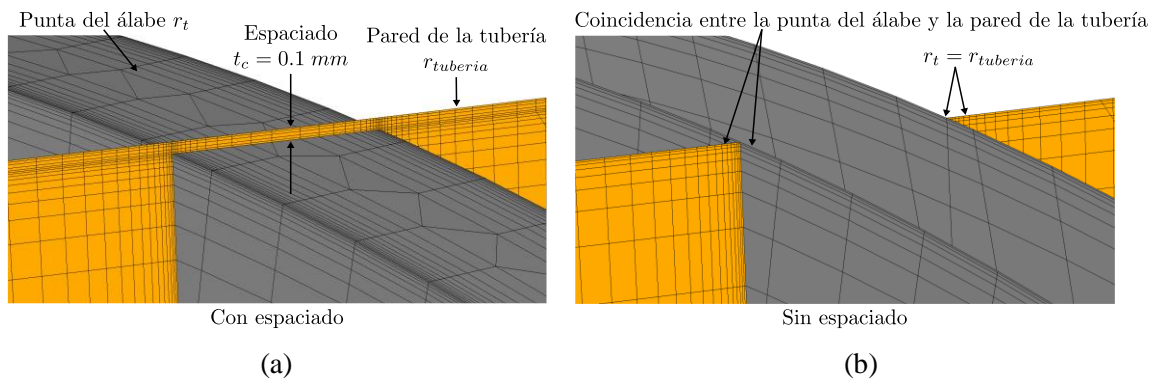 Punta del álabe r_t
Espaciado
t_c = 0.1 mm
Pared de la tubería
r_tuberia
Con espaciado
(a)
Coincidencia entre la punta del álabe y la pared de la tubería
r_t = r_tuberia
Sin espaciado
(b)